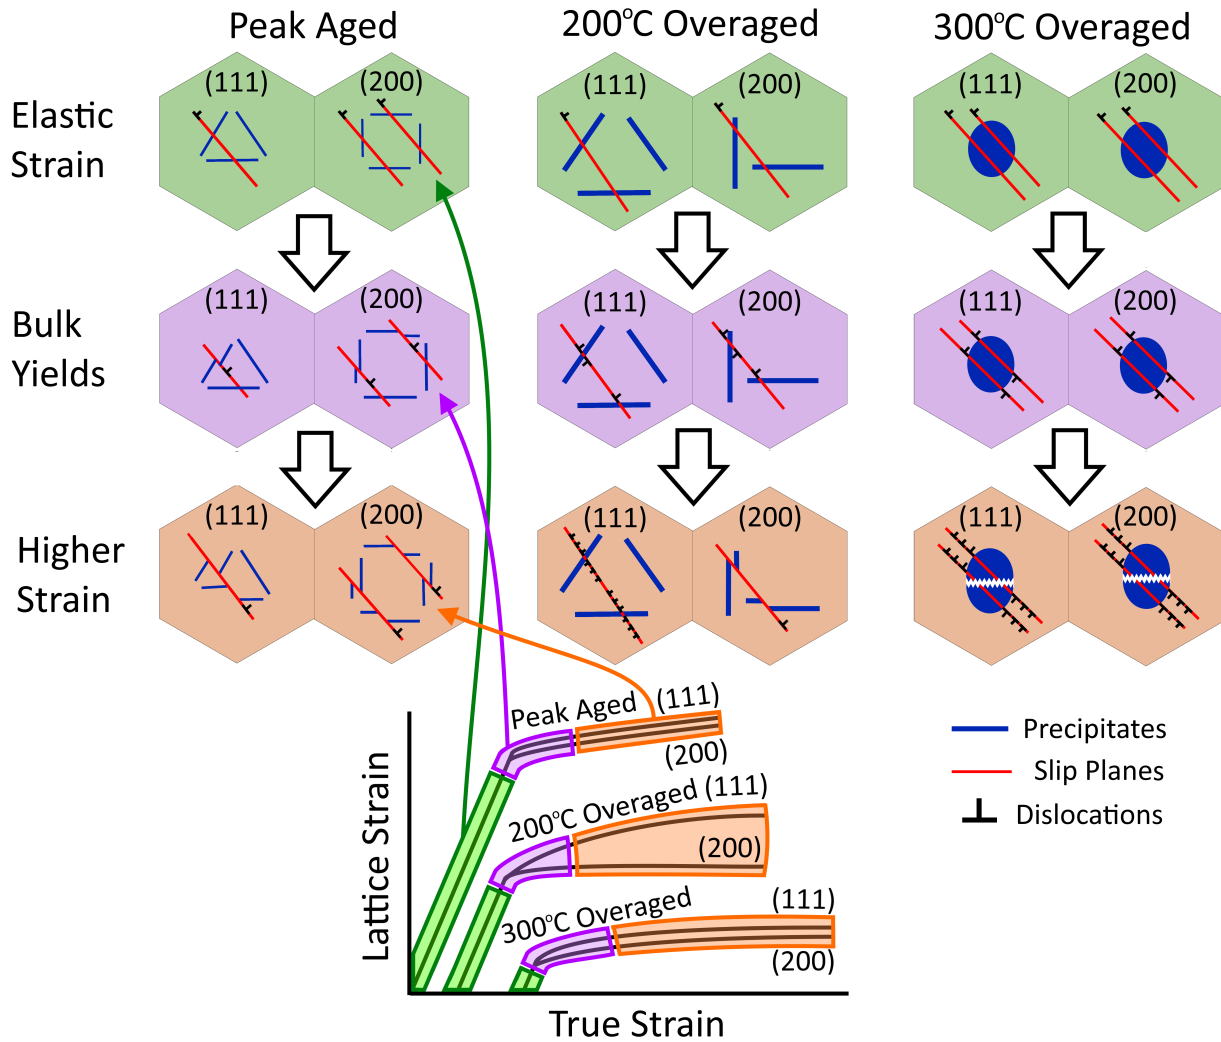 Peak Aged
200°C Overaged
300°C Overaged
Elastic
Strain
(111)
(200)
(111)
(200)
(111)
(200)
Bulk
Yields
(111)
(200)
(111)
(200)
(111)
(200)
Higher
Strain
(111)
(200)
(111)
(200)
(111)
(200)
Lattice Strain
Peak Aged
(111)
(200)
200°C Overaged (111)
(200)
300°C Overaged
(111)
(200)
True Strain
Precipitates
Slip Planes
Dislocations